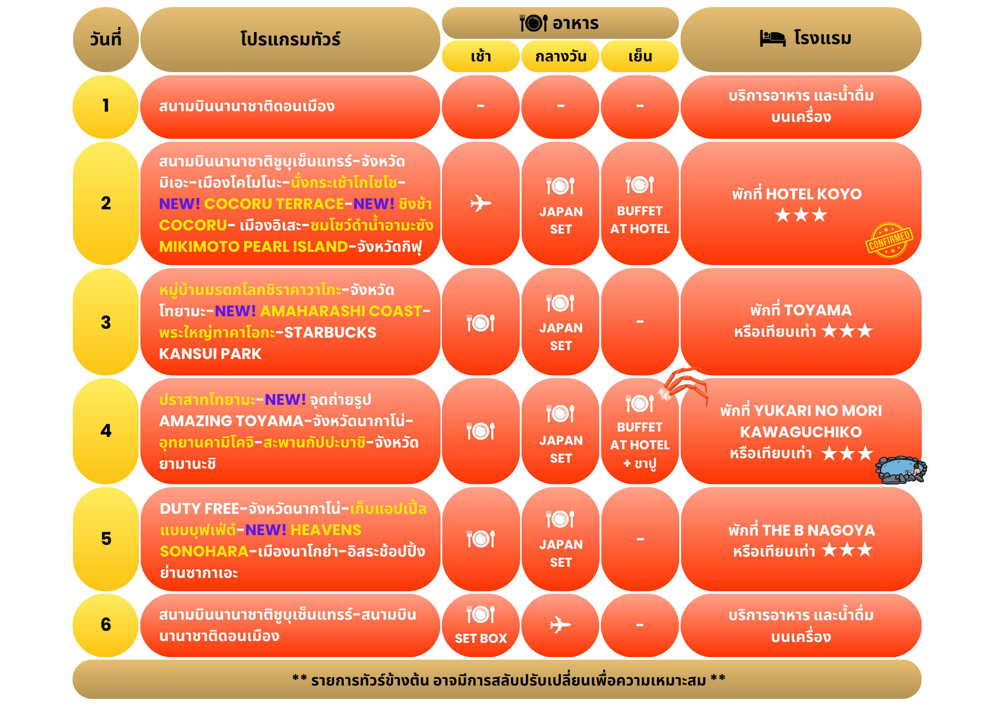 วันที่
โปรแกรมทัวร์
อาหาร
เช้า
กลางวัน
เย็น
โรงแรม
1
สนามบินนานาชาติดอนเมือง
-
-
-
บริการอาหาร และน้ำดื่ม
บนเครื่อง
2
สนามบินนานาชาติชูบุเซ็นแทรร์-จังหวัด
มิเอะ-เมืองโคโมโนะ-นั่งกระเช้าโกไซโช-
NEW! COCORU TERRACE-NEW! ชิงช้า
COCORU- เมืองอิเสะ-ชมโชว์ดำน้ำอามะซัง
MIKIMOTO PEARL ISLAND-จังหวัดกิฟุ
JAPAN
SET
BUFFET
AT HOTEL
พักที่ HOTEL KOYO
★★★
CONFIRMED
3
หมู่บ้านมรดกโลกชิราคาวาโกะ-จังหวัด
โทยามะ-NEW! AMAHARASHI COAST-
พระใหญ่ทาคาโอกะ-STARBUCKS
KANSUI PARK
JAPAN
SET
-
พักที่ TOYAMA
หรือเทียบเท่า ★★★
4
ปราสาทโทยามะ-NEW! จุดถ่ายรูป
AMAZING TOYAMA-จังหวัดนากาโน่-
อุทยานคามิโคจิ-สะพานกัปปะบาชิ-จังหวัด
ยามานะชิ
JAPAN
SET
BUFFET
AT HOTEL
+ ขาปู
พักที่ YUKARI NO MORI
KAWAGUCHIKO
หรือเทียบเท่า ★★★
5
DUTY FREE-จังหวัดนากาโน่-เก็บแอปเปิ้ล
แบบบุฟเฟ่ต์-NEW! HEAVENS
SONOHARA-เมืองนาโกย่า-อิสระช้อปปิ้ง
ย่านซากาเอะ
JAPAN
SET
-
พักที่ THE B NAGOYA
หรือเทียบเท่า ★★★
6
สนามบินนานาชาติชูบุเซ็นแทรร์-สนามบิน
นานาชาติดอนเมือง
SET BOX
-
บริการอาหาร และน้ำดื่ม
บนเครื่อง
** รายการทัวร์ข้างต้น อาจมีการสลับปรับเปลี่ยนเพื่อความเหมาะสม **